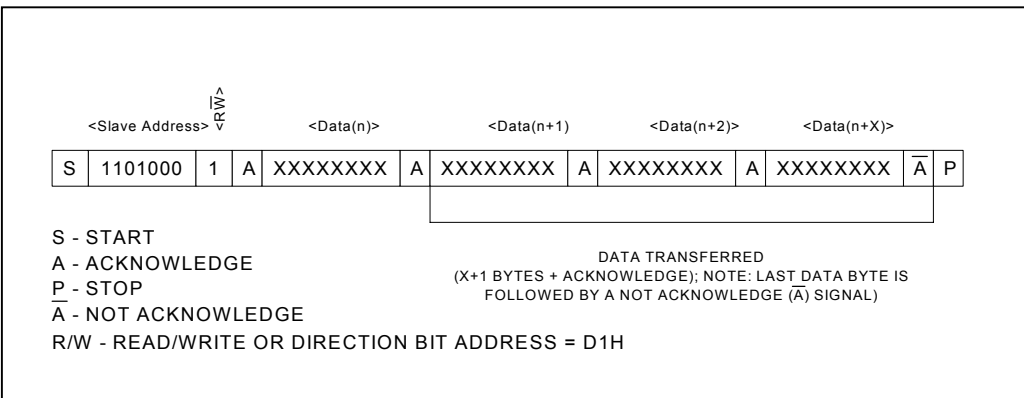 <Slave Address> <RW̅> <Data(n)> <Data(n+1) <Data(n+2)> <Data(n+X)>
S 1101000 1 A XXXXXXXX A XXXXXXXX A XXXXXXXX A XXXXXXXX A̅ P
S - START
A - ACKNOWLEDGE
P - STOP
A̅ - NOT ACKNOWLEDGE
R/W - READ/WRITE OR DIRECTION BIT ADDRESS = D1H
DATA TRANSFERRED
(X+1 BYTES + ACKNOWLEDGE); NOTE: LAST DATA BYTE IS
FOLLOWED BY A NOT ACKNOWLEDGE (A̅) SIGNAL)